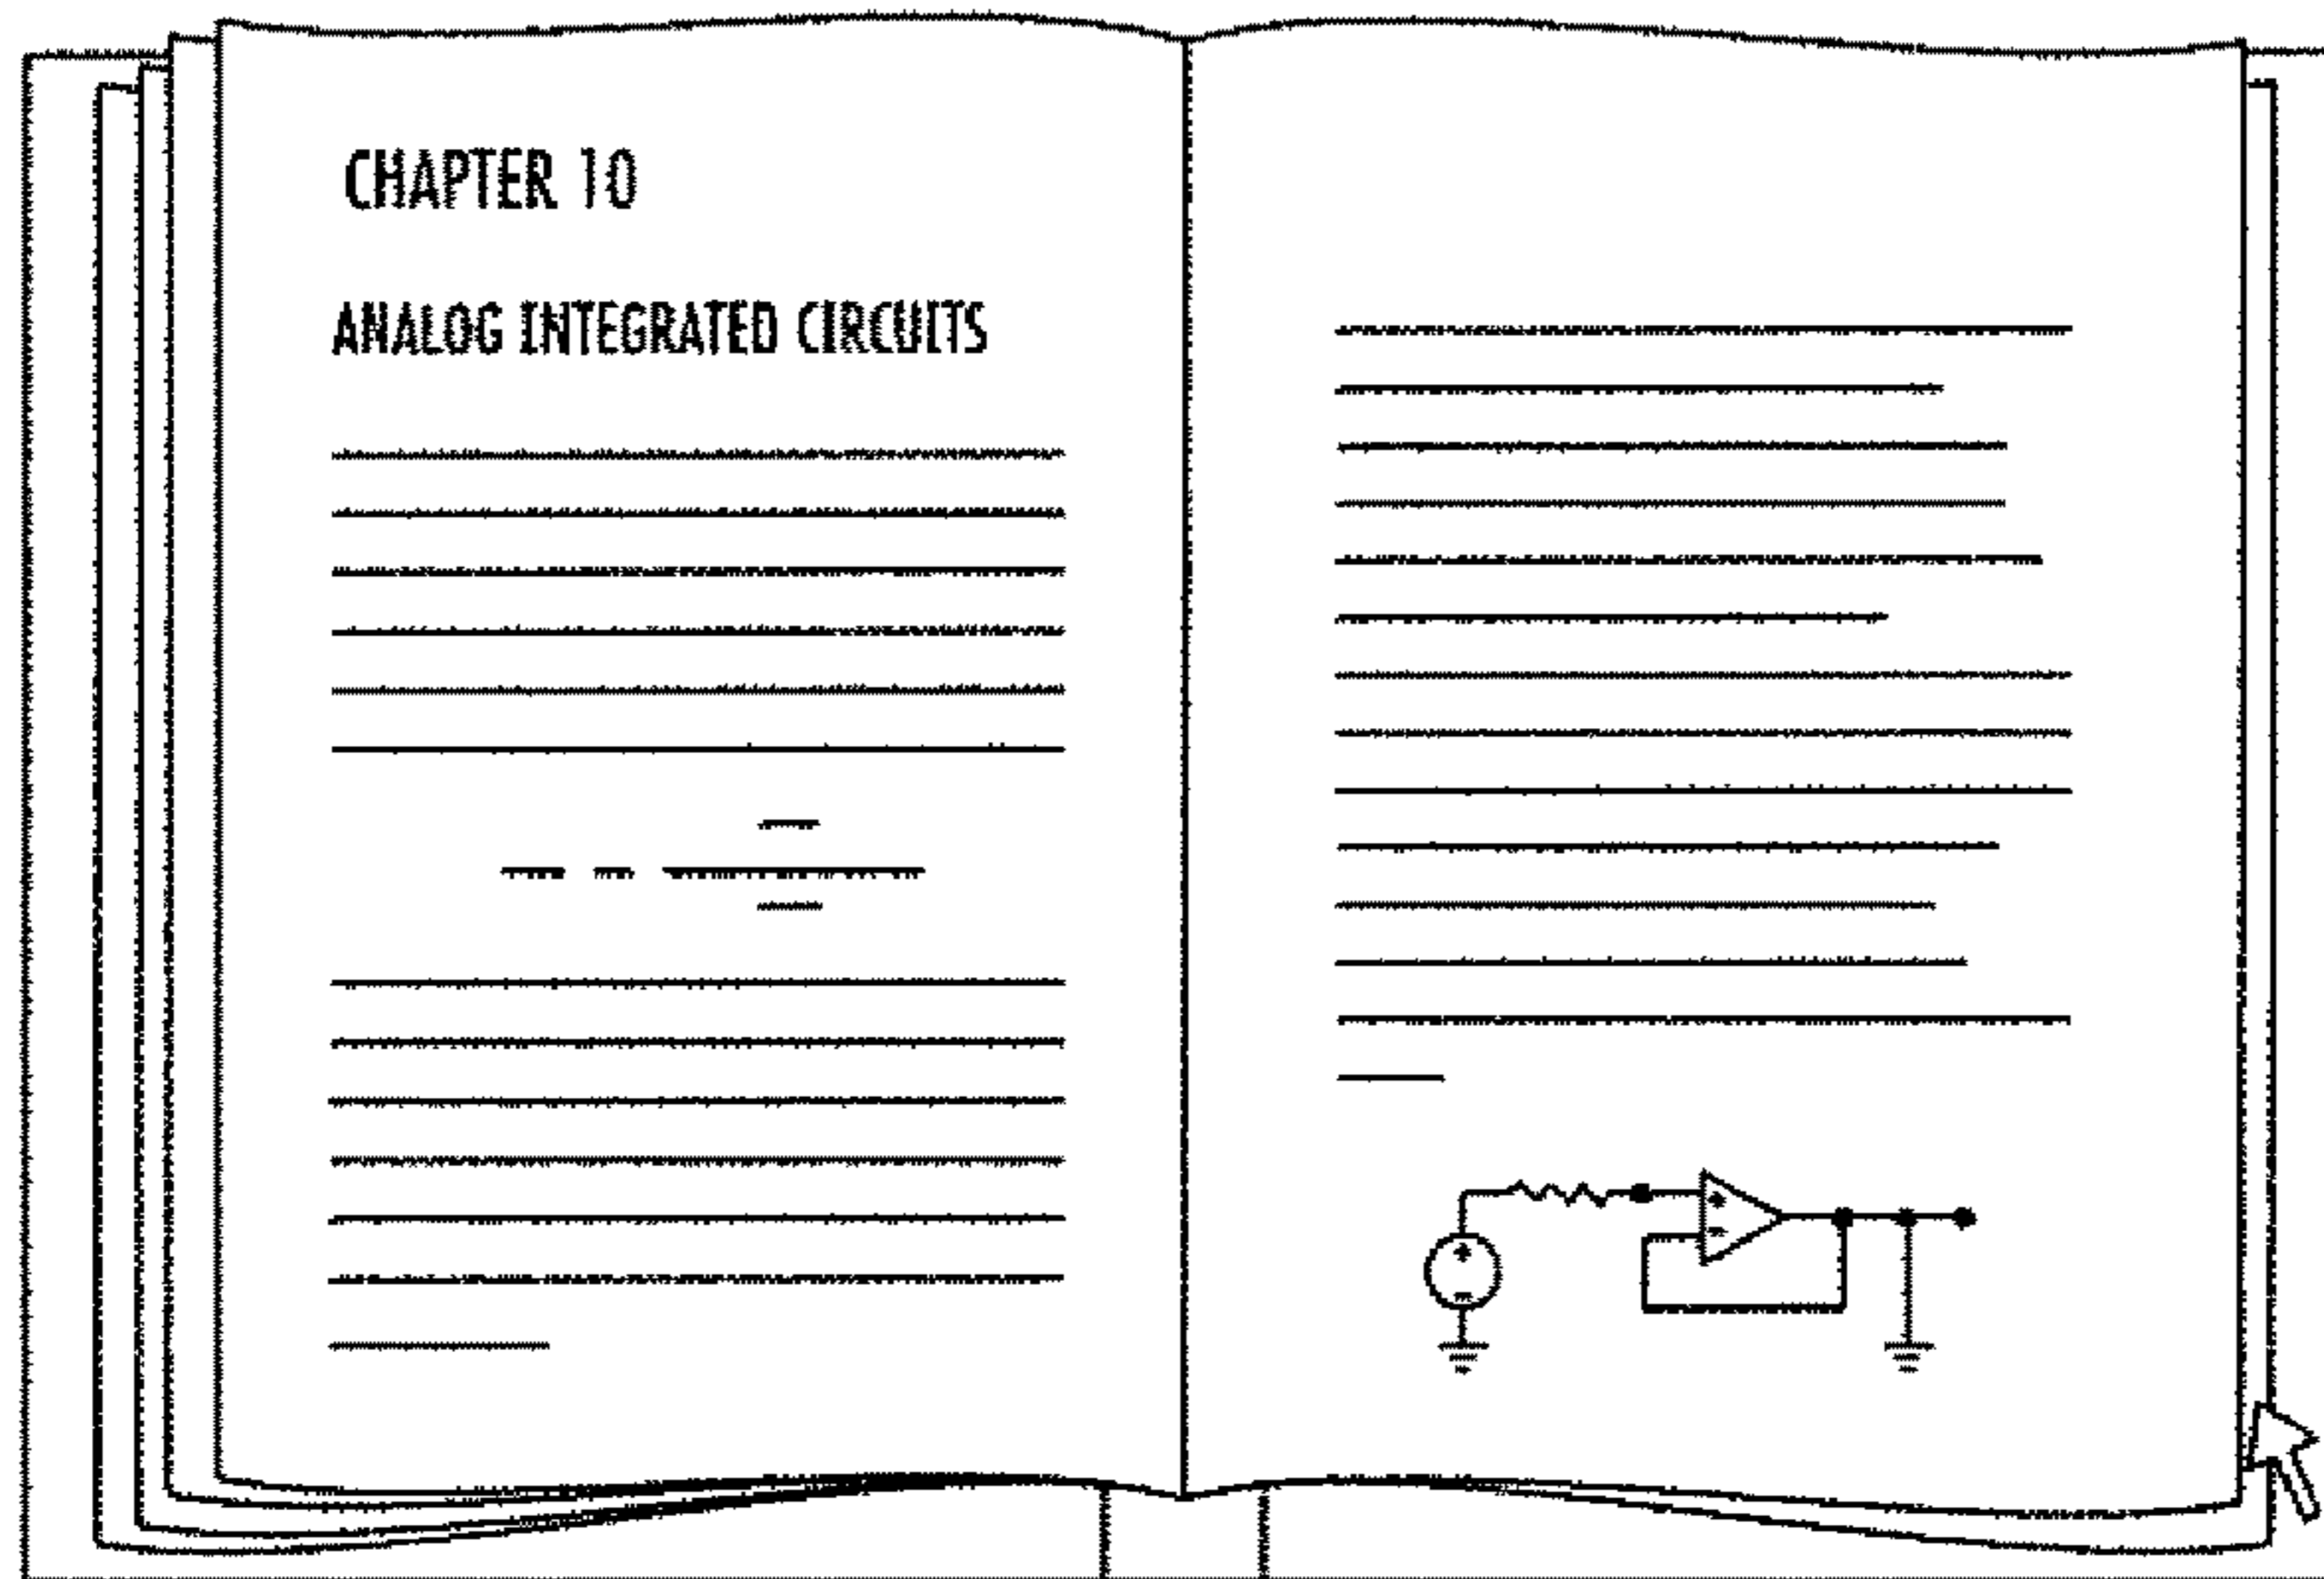 CHAPTER 10
ANALOG INTEGRATED CIRCUITS
+
-
+
-